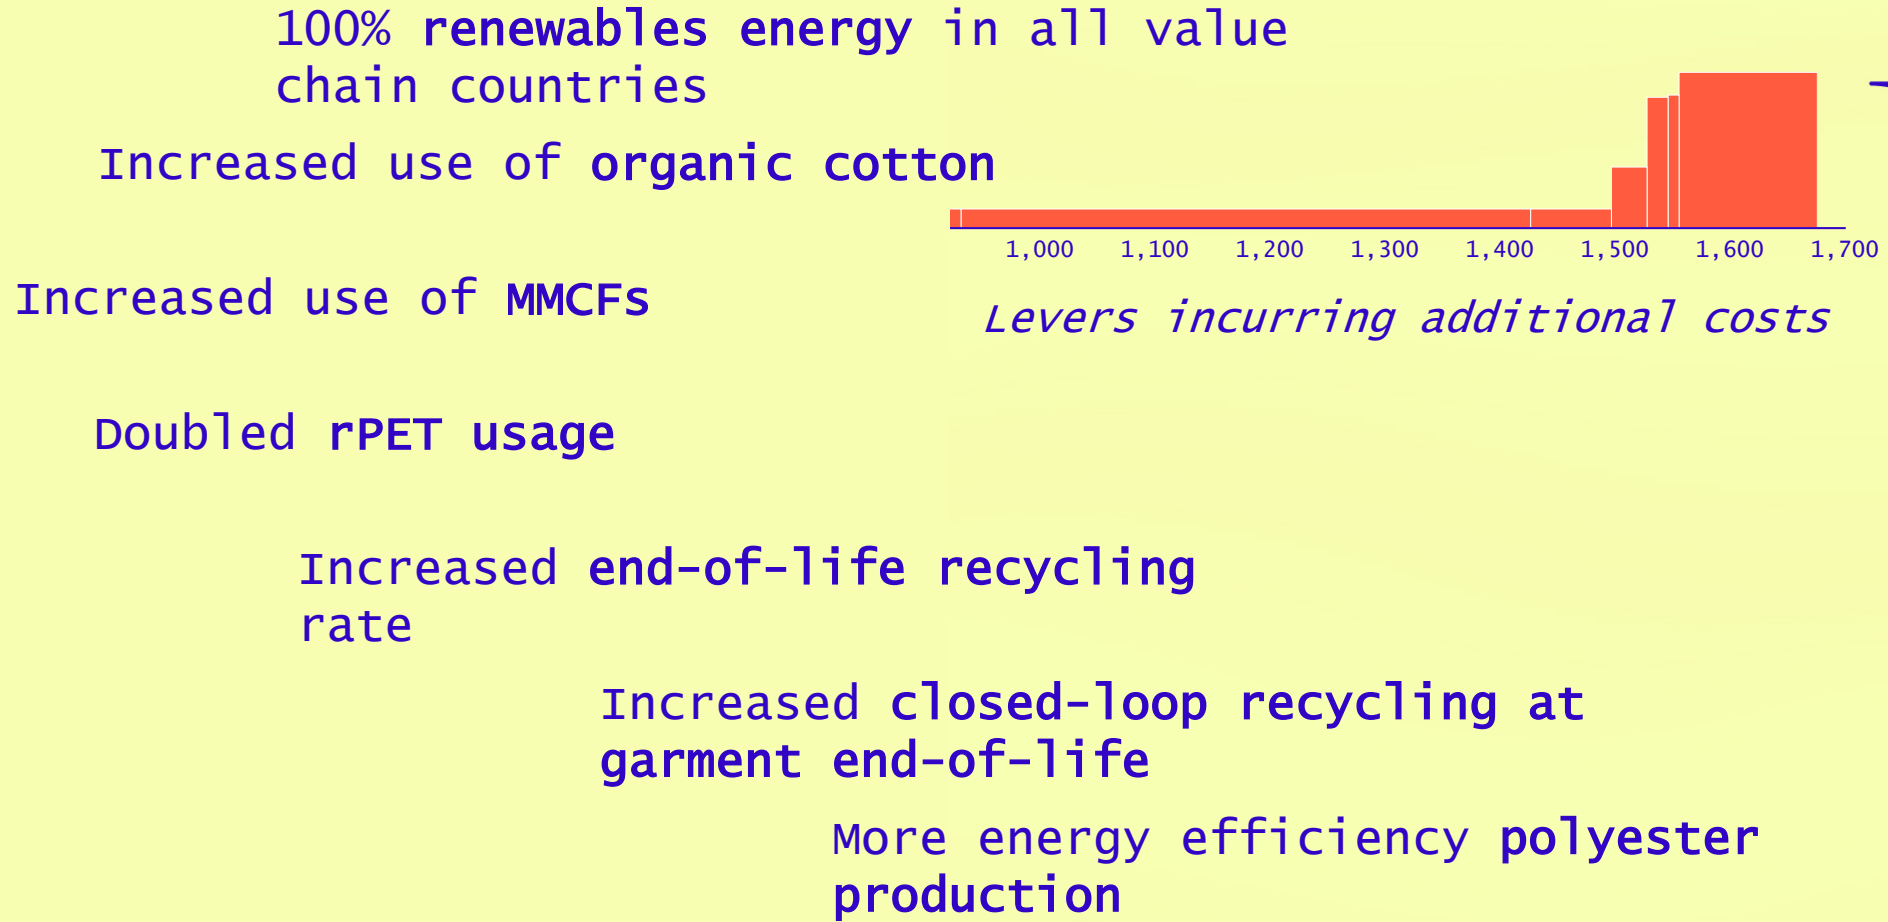 100% renewables energy in all value
chain countries
Increased use of organic cotton
1,000 1,100 1,200 1,300 1,400 1,500 1,600 1,700
Increased use of MMCFs
Levers incurring additional costs
Doubled rPET usage
Increased end-of-life recycling
rate
Increased closed-loop recycling at
garment end-of-life
More energy efficiency polyester
production